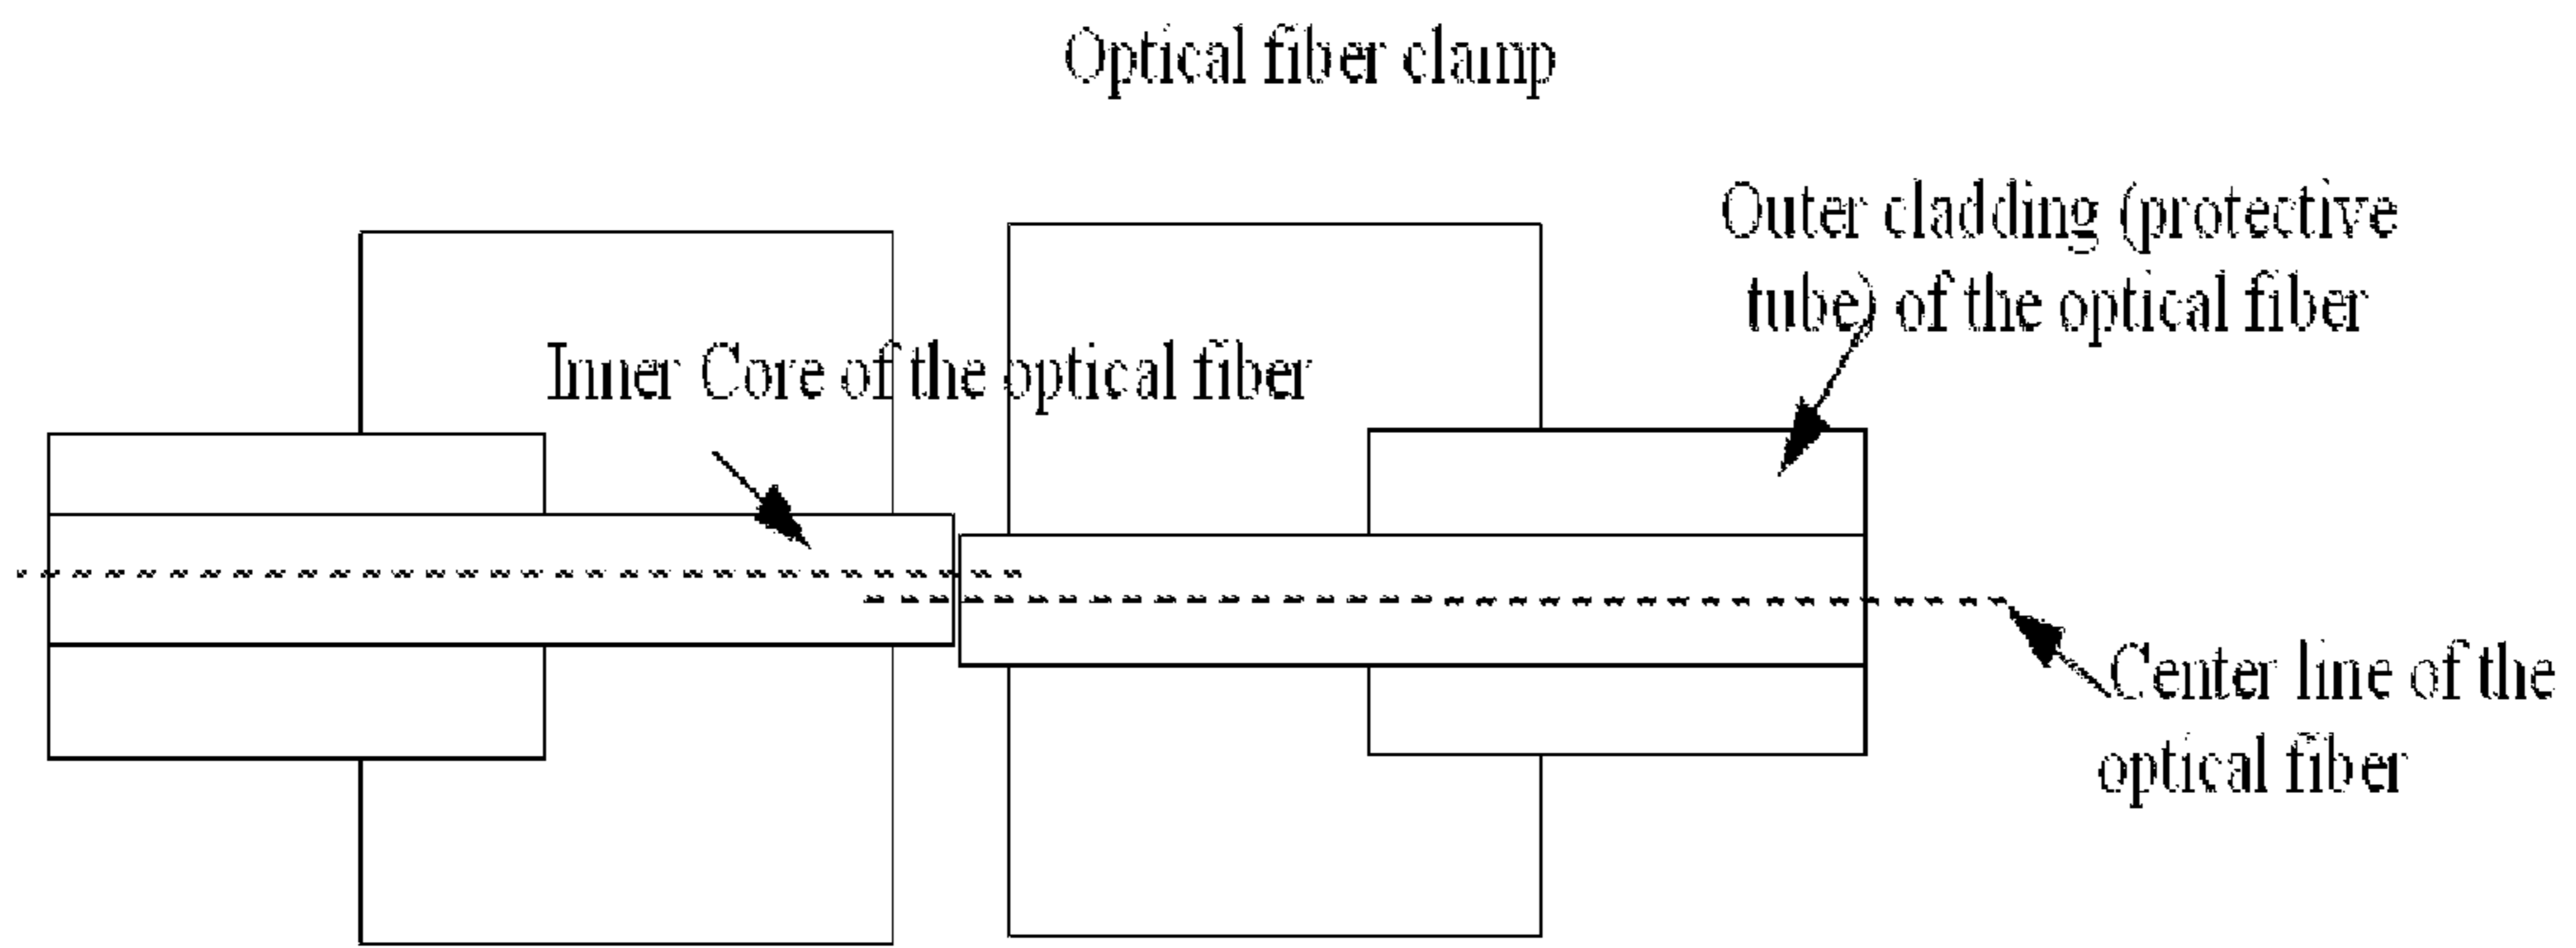 Optical fiber clamp
Outer cladding (protective
tube) of the optical fiber
Inner Core of the optical fiber
Center line of the
optical fiber